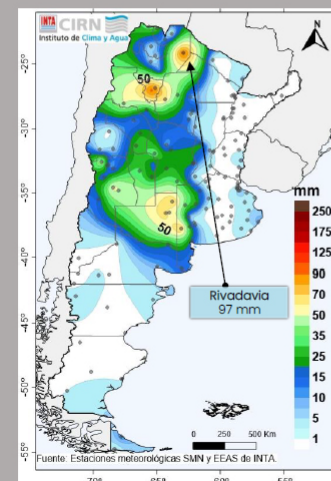 INTA CIRN
Instituto de Clima y Agua
N
-25°
-30°
-35°
-40°
-45°
-50°
-55°
50
50
Rivadavia
97 mm
mm
250
175
125
90
70
50
35
25
15
10
5
1
0 250 500 Km
Fuente: Estaciones meteorológicas SMN y EEAS de INTA.